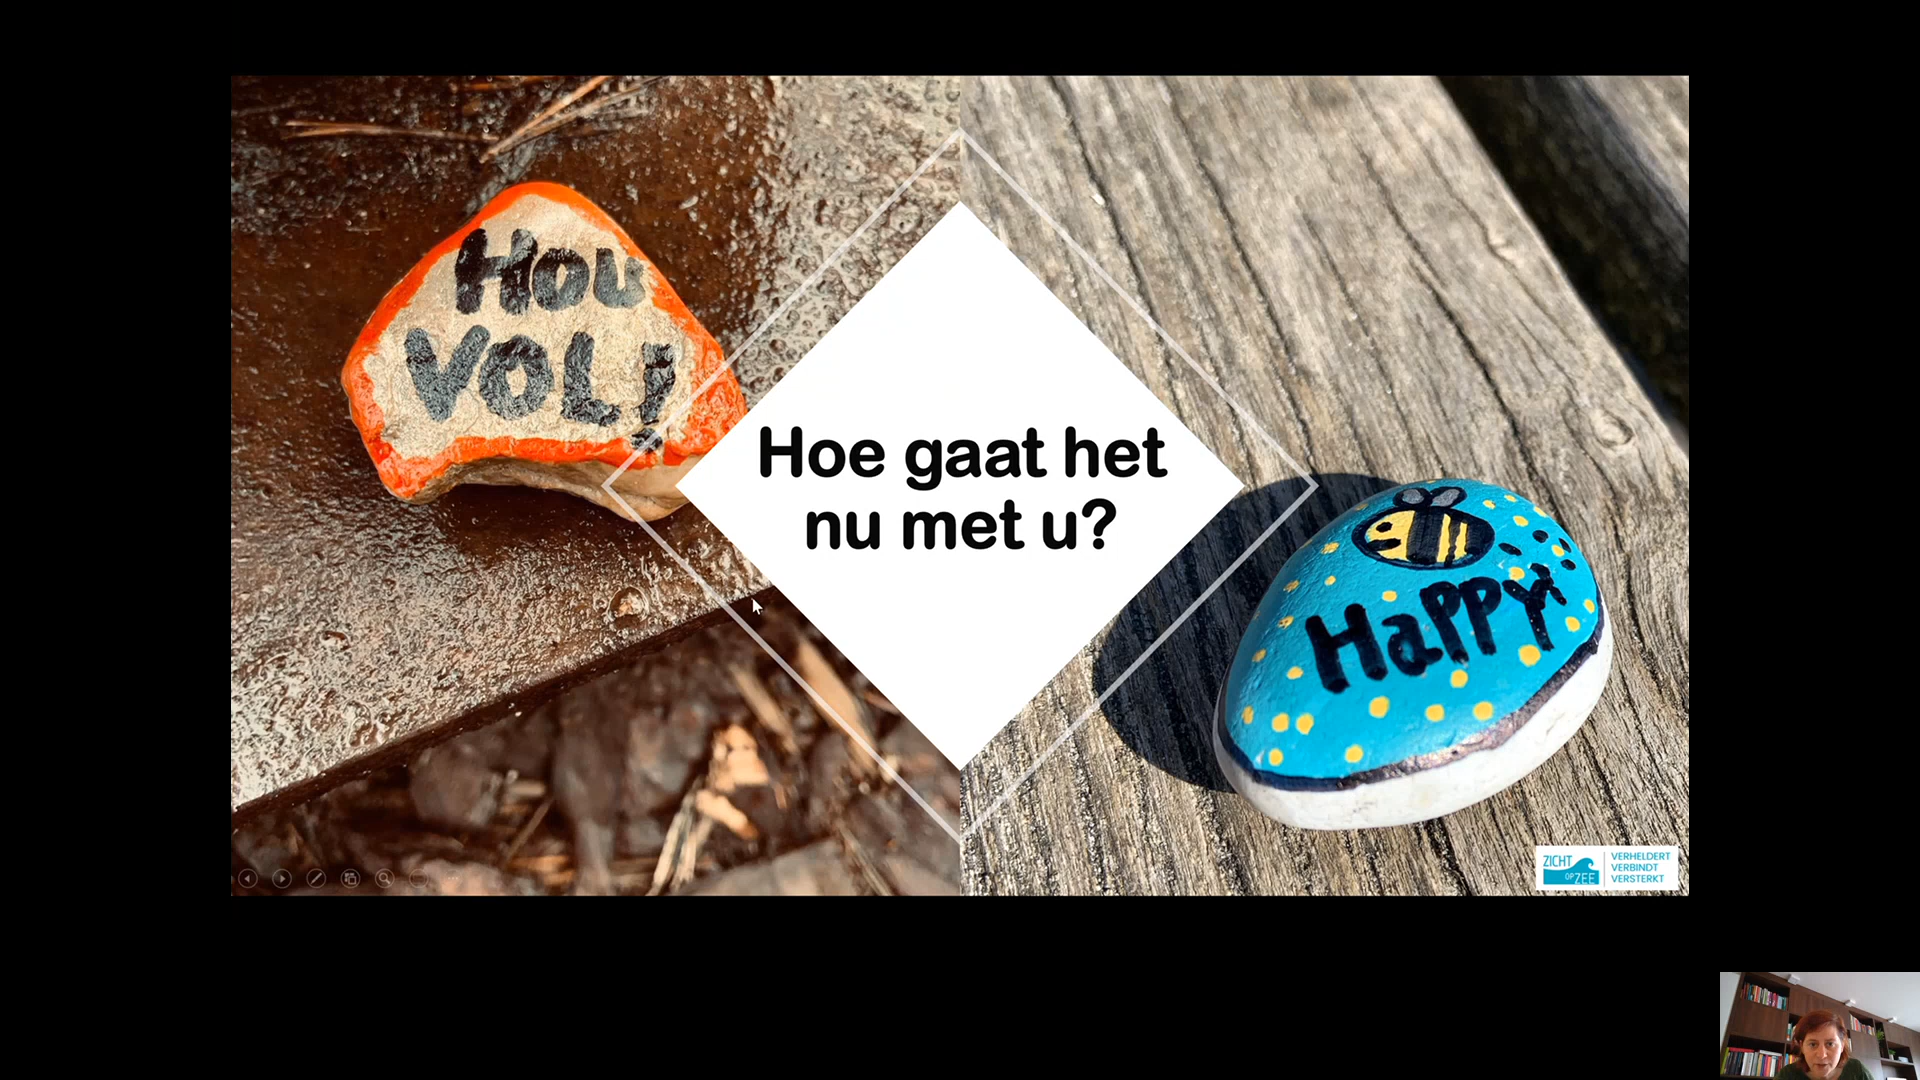 Hou
VOL!
Hoe gaat het
nu met u?
HaPPY
ZICHT
OP ZEE
VERHELDERT
VERBINDT
VERSTERKT